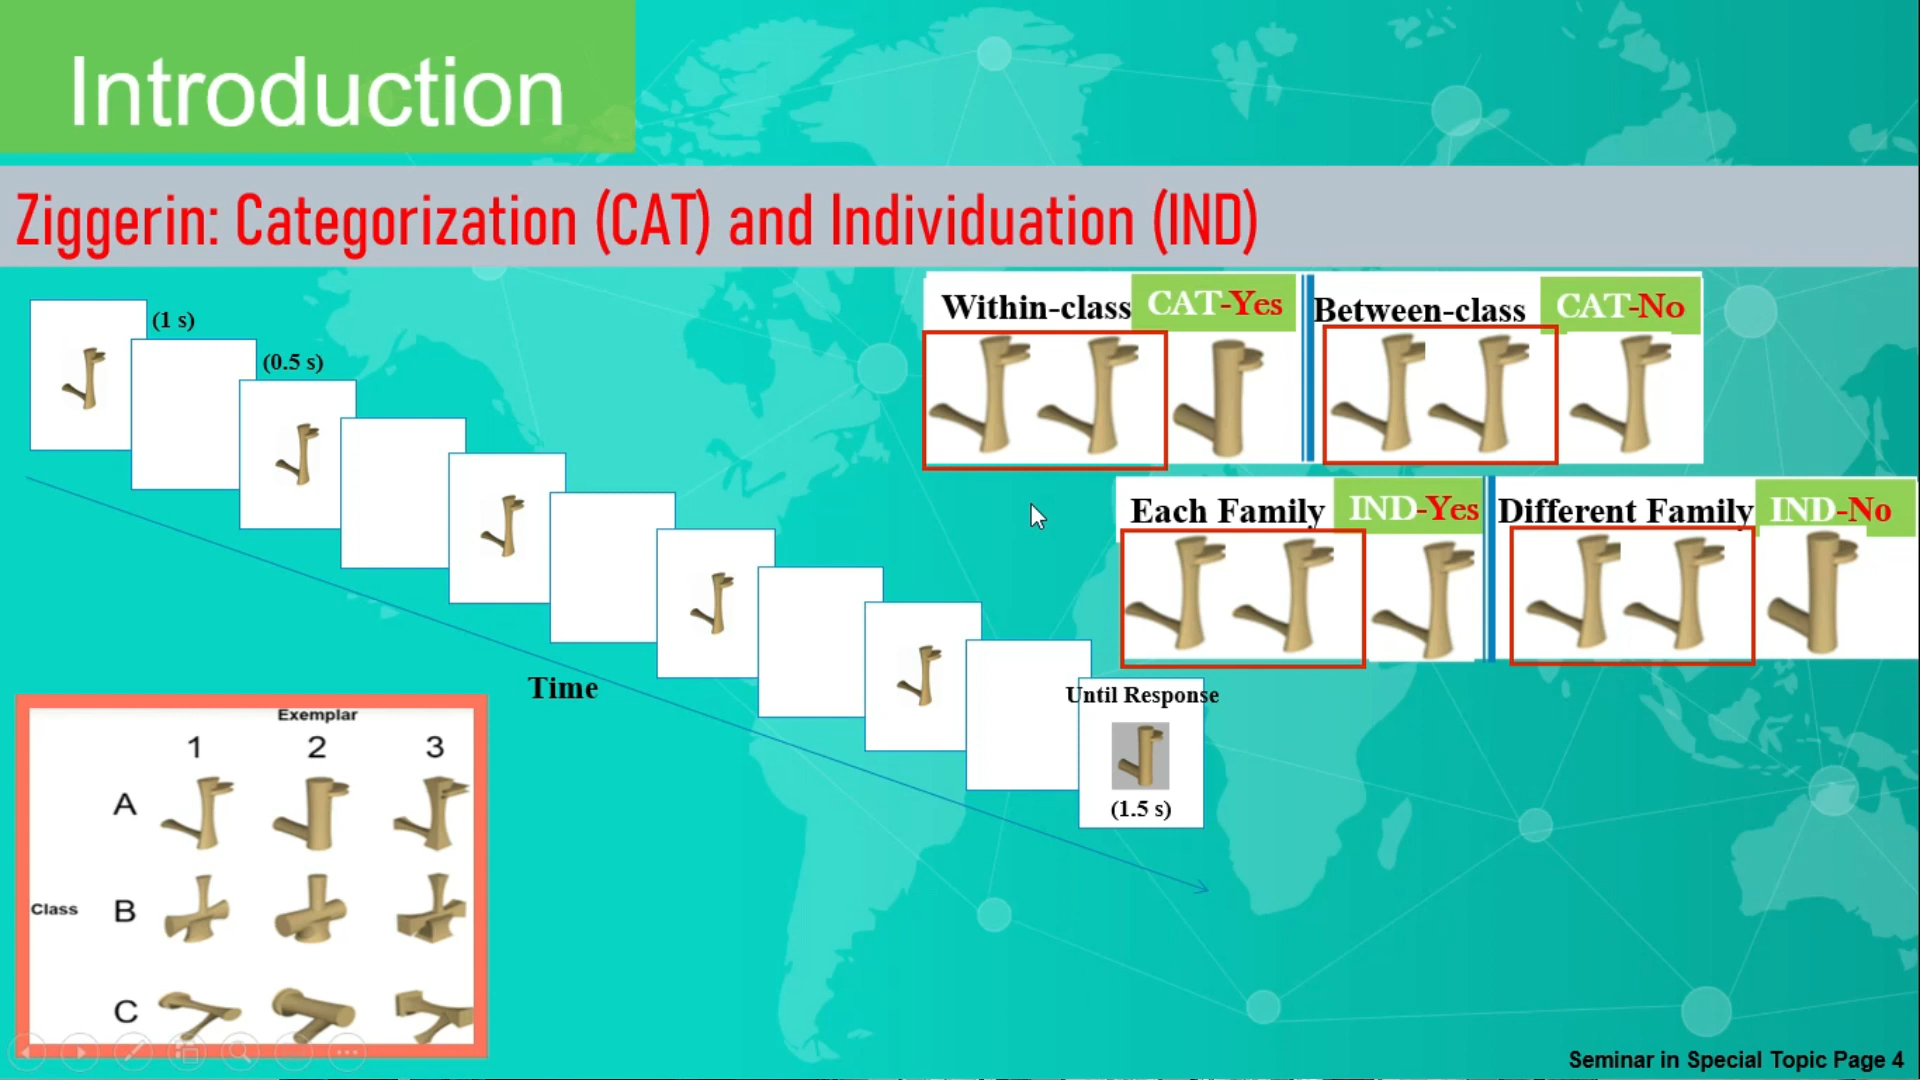 Introduction
Ziggerin: Categorization (CAT) and Individuation (IND)
(1 s)
(0.5 s)
Within-class CAT-Yes
Between-class CAT-No
Each Family IND-Yes
Different Family IND-No
Time
Until Response
(1.5 s)
Exemplar
1 2 3
A
Class B
C
Seminar in Special Topic Page 4